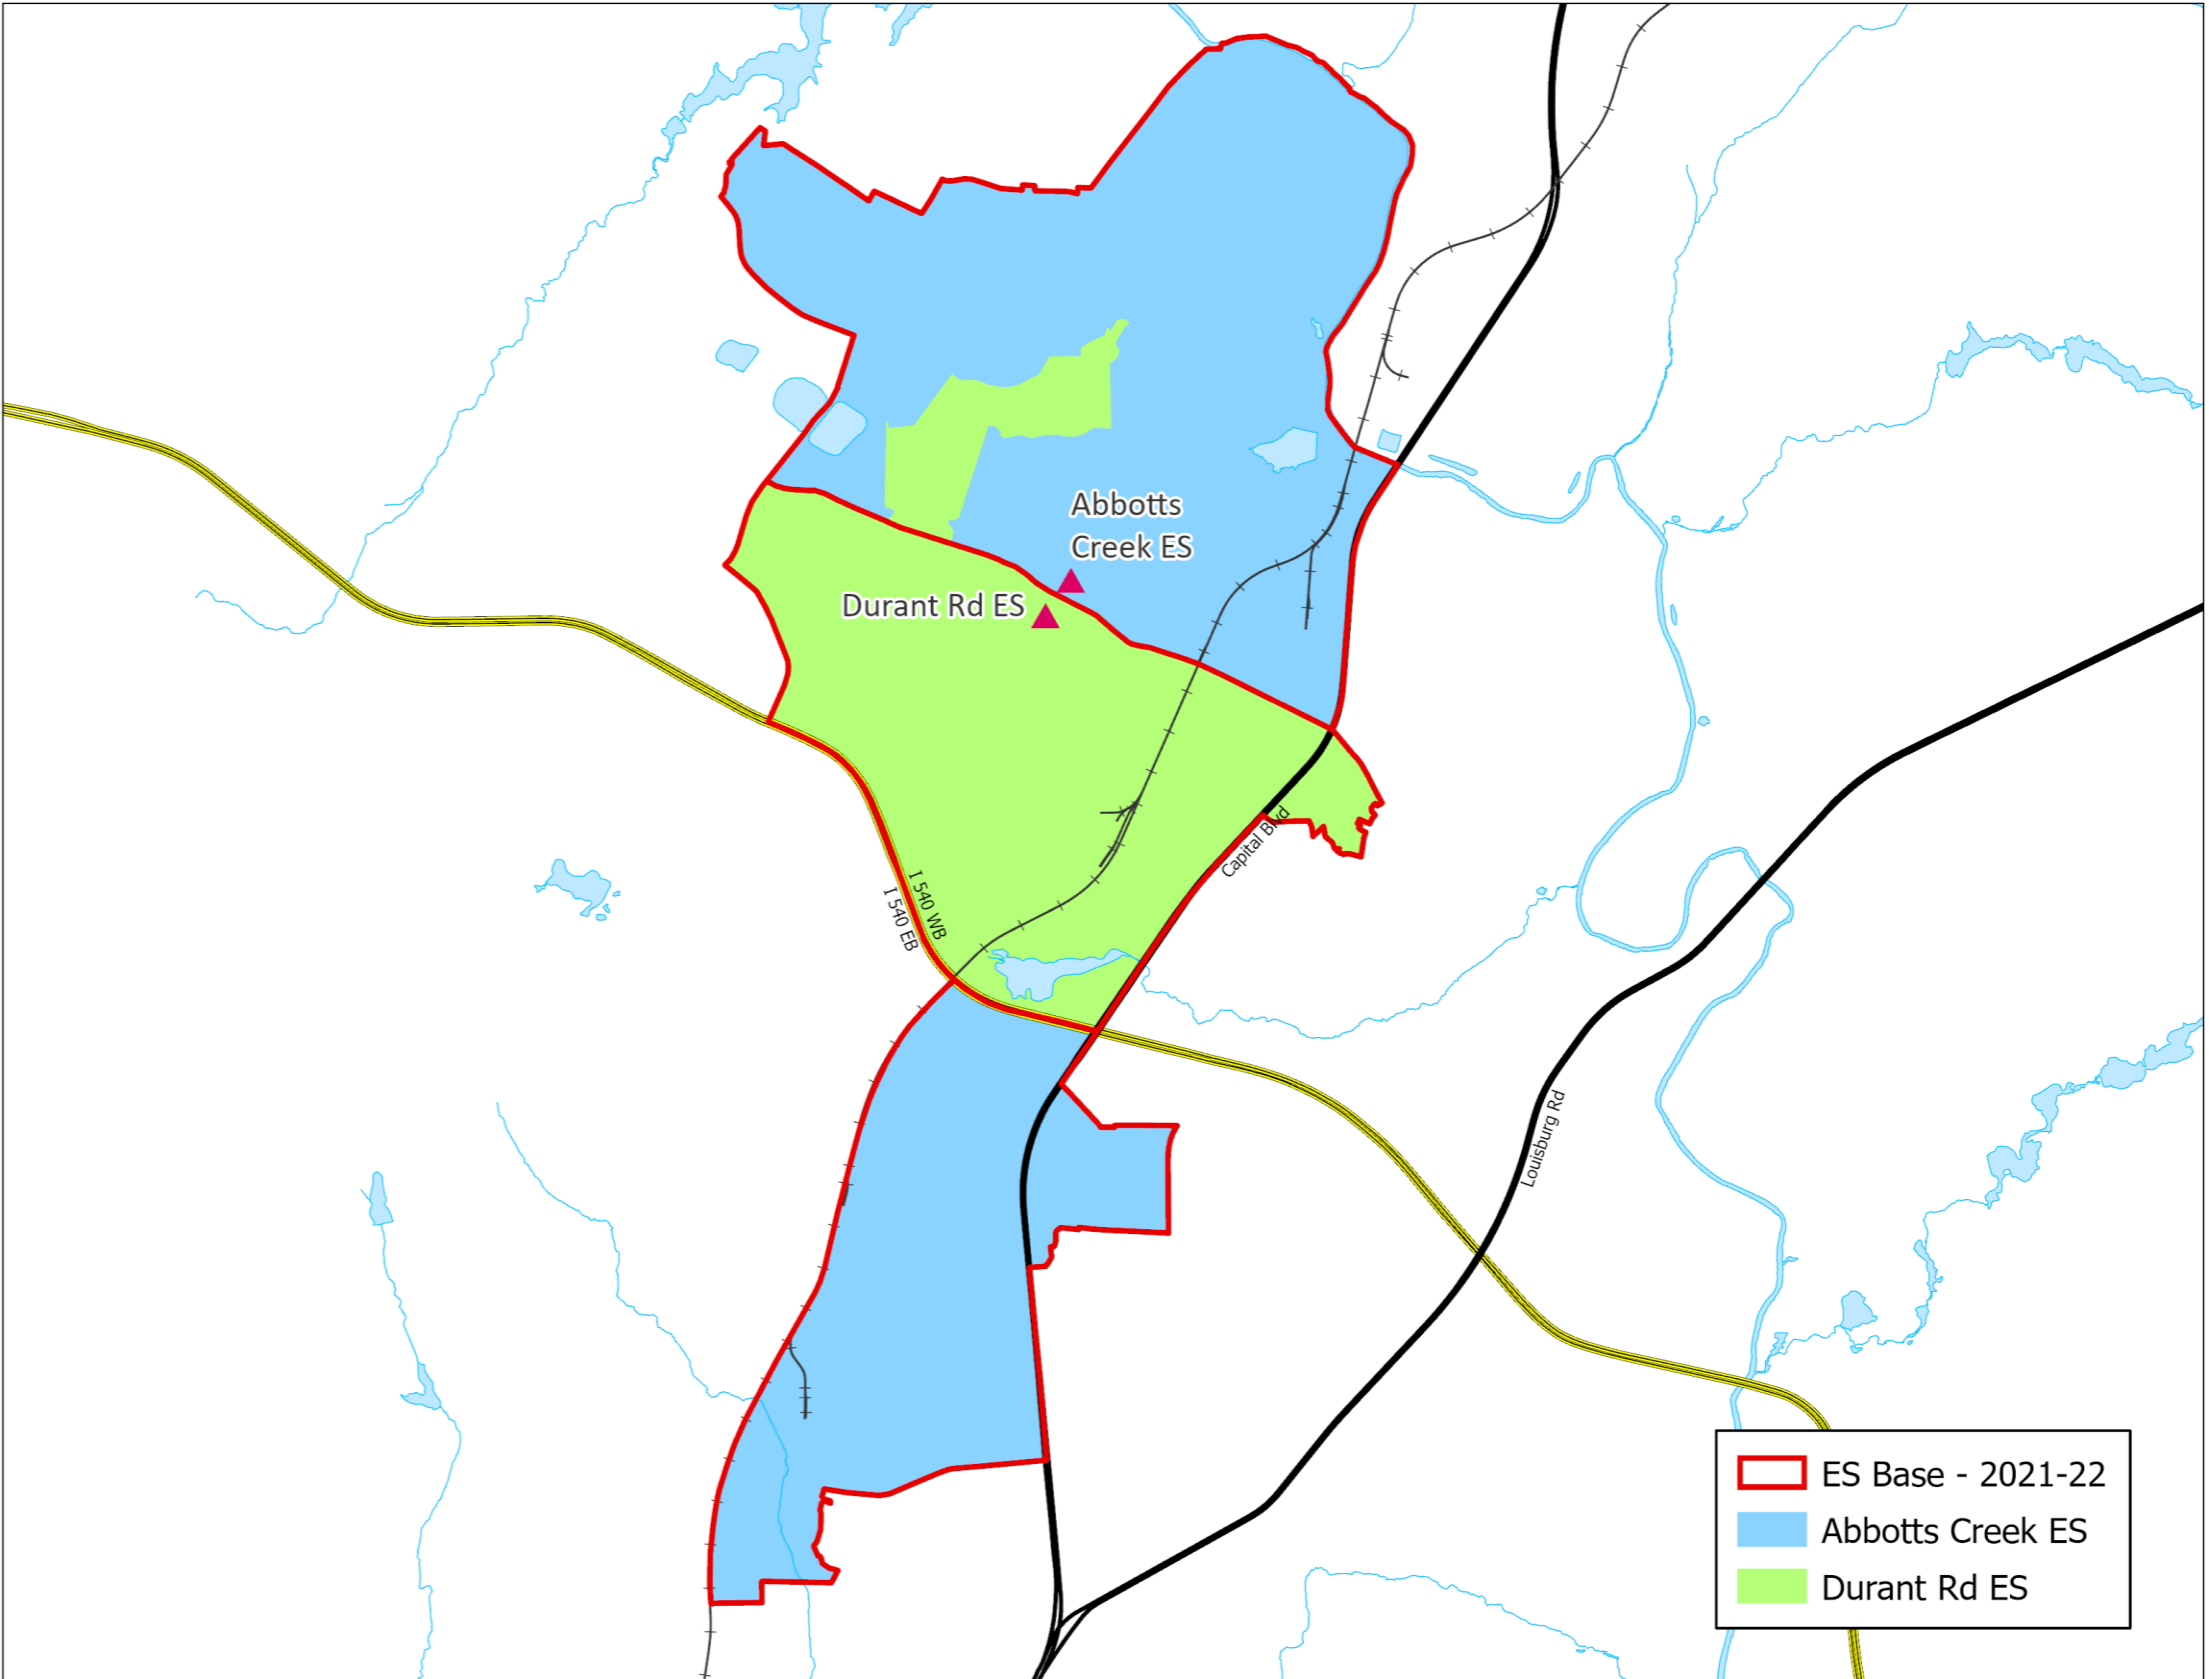 Abbotts
Creek ES
Durant Rd ES
Capital Blvd
I 540 WB
I 540 EB
Louisburg Rd
ES Base - 2021-22
Abbotts Creek ES
Durant Rd ES